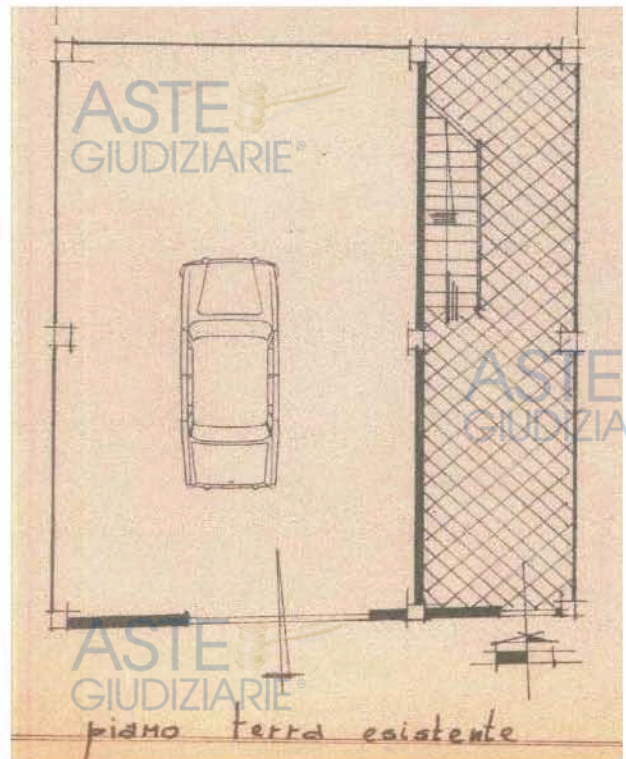 ASTE
GIUDIZIARIE®
ASTE
GIUDIZIA
ASTE
GIUDIZIARIE®
piano terra esistente